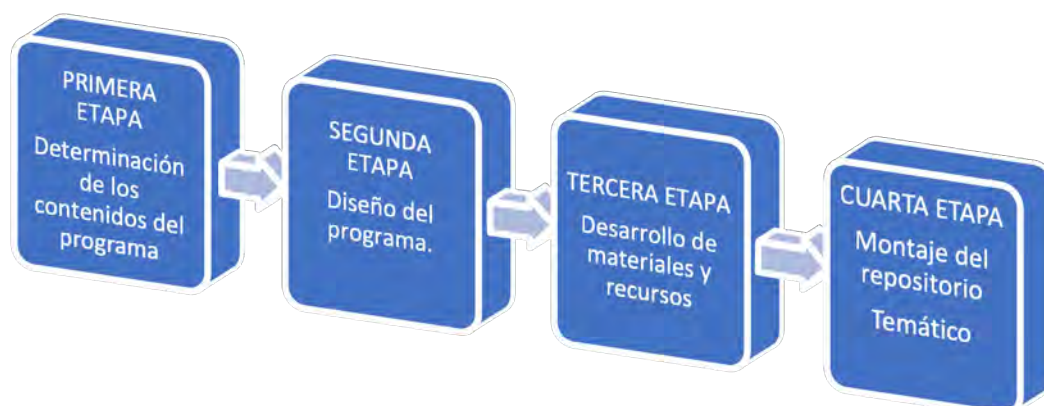 PRIMERA
ETAPA
Determinación
de los
contenidos del
programa
SEGUNDA
ETAPA
Diseño del
programa.
TERCERA ETAPA
Desarrollo de
materiales y
recursos
CUARTA ETAPA
Montaje del
repositorio
Temático